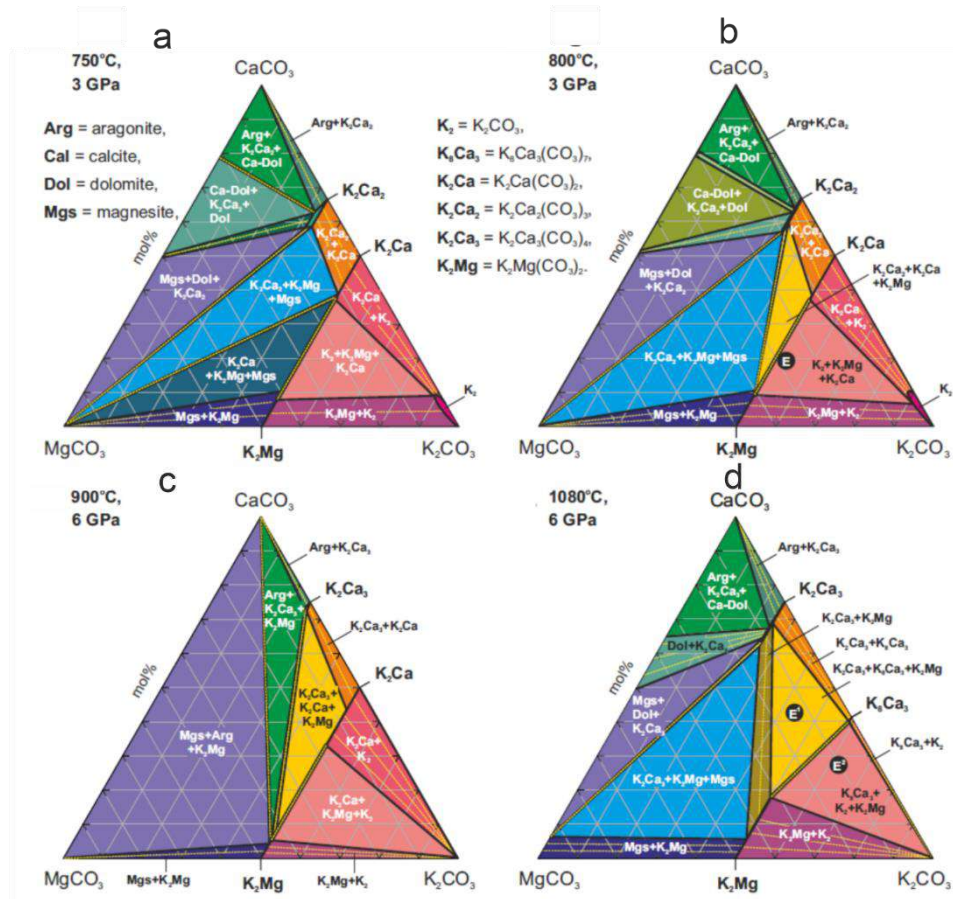 a
750°C,
3 GPa
CaCO₃
Arg = aragonite,
Cal = calcite,
Dol = dolomite,
Mgs = magnesite,
mol%
Arg+
K₂Ca₂+
Ca-Dol
Arg+K₂Ca₂
Ca-Dol+
K₂Ca₂+
Dol
K₂Ca₂
K₂Ca₂
+
K₂Ca
K₂Ca
Mgs+Dol+
K₂Ca₂
K₂Ca₂+K₂Mg
+Mgs
K₂Ca
+K₂
K₂Ca
+K₂Mg+Mgs
K₂+K₂Mg+
K₂Ca
K₂
Mgs+K₂Mg
K₂Mg+K₂
MgCO₃
K₂Mg
K₂CO₃
b
800°C,
3 GPa
CaCO₃
K₂ = K₂CO₃,
K₈Ca₃ = K₈Ca₃(CO₃)₇,
K₂Ca = K₂Ca(CO₃)₂,
K₂Ca₂ = K₂Ca₂(CO₃)₃,
K₂Ca₃ = K₂Ca₃(CO₃)₄,
K₂Mg = K₂Mg(CO₃)₂.
mol%
Arg+
K₂Ca₂+
Ca-Dol
Arg+K₂Ca₂
Ca-Dol+
K₂Ca₂+Dol
K₂Ca₂
K₂Ca₂
+
K₂Ca
K₂Ca
K₂Ca₂+K₂Ca
+K₂Mg
Mgs+Dol
+K₂Ca₂
K₂Ca
+K₂
K₂Ca₂+K₂Mg+Mgs
E
K₂+K₂Mg
+K₂Ca
K₂
Mgs+K₂Mg
K₂Mg+K₂
MgCO₃
K₂Mg
K₂CO₃
c
900°C,
6 GPa
CaCO₃
mol%
Arg+K₂Ca₃
K₂Ca₃
Arg+
K₂Ca₃+
K₂Mg
K₂Ca₃+K₂Ca
K₂Ca
K₂Ca₃+
K₂Ca+
K₂Mg
Mgs+Arg
+K₂Mg
K₂Ca+
K₂
K₂Ca+
K₂Mg+K₂
MgCO₃
Mgs+K₂Mg
K₂Mg
K₂Mg+K₂
K₂CO₃
d
1080°C,
6 GPa
CaCO₃
mol%
Arg+K₂Ca₃
Arg+
K₂Ca₃+
Ca-Dol
K₂Ca₃
K₂Ca₃+K₂Mg
Dol+K₂Ca₃
K₂Ca₃+K₈Ca₃
K₂Ca₃+K₈Ca₃+K₂Mg
Mgs+
Dol+
K₂Ca₃
E¹
K₈Ca₃
K₈Ca₃+K₂
K₂Ca₃+K₂Mg+Mgs
E²
K₈Ca₃+
K₂+K₂Mg
Mgs+K₂Mg
K₂Mg+K₂
MgCO₃
K₂Mg
K₂CO₃